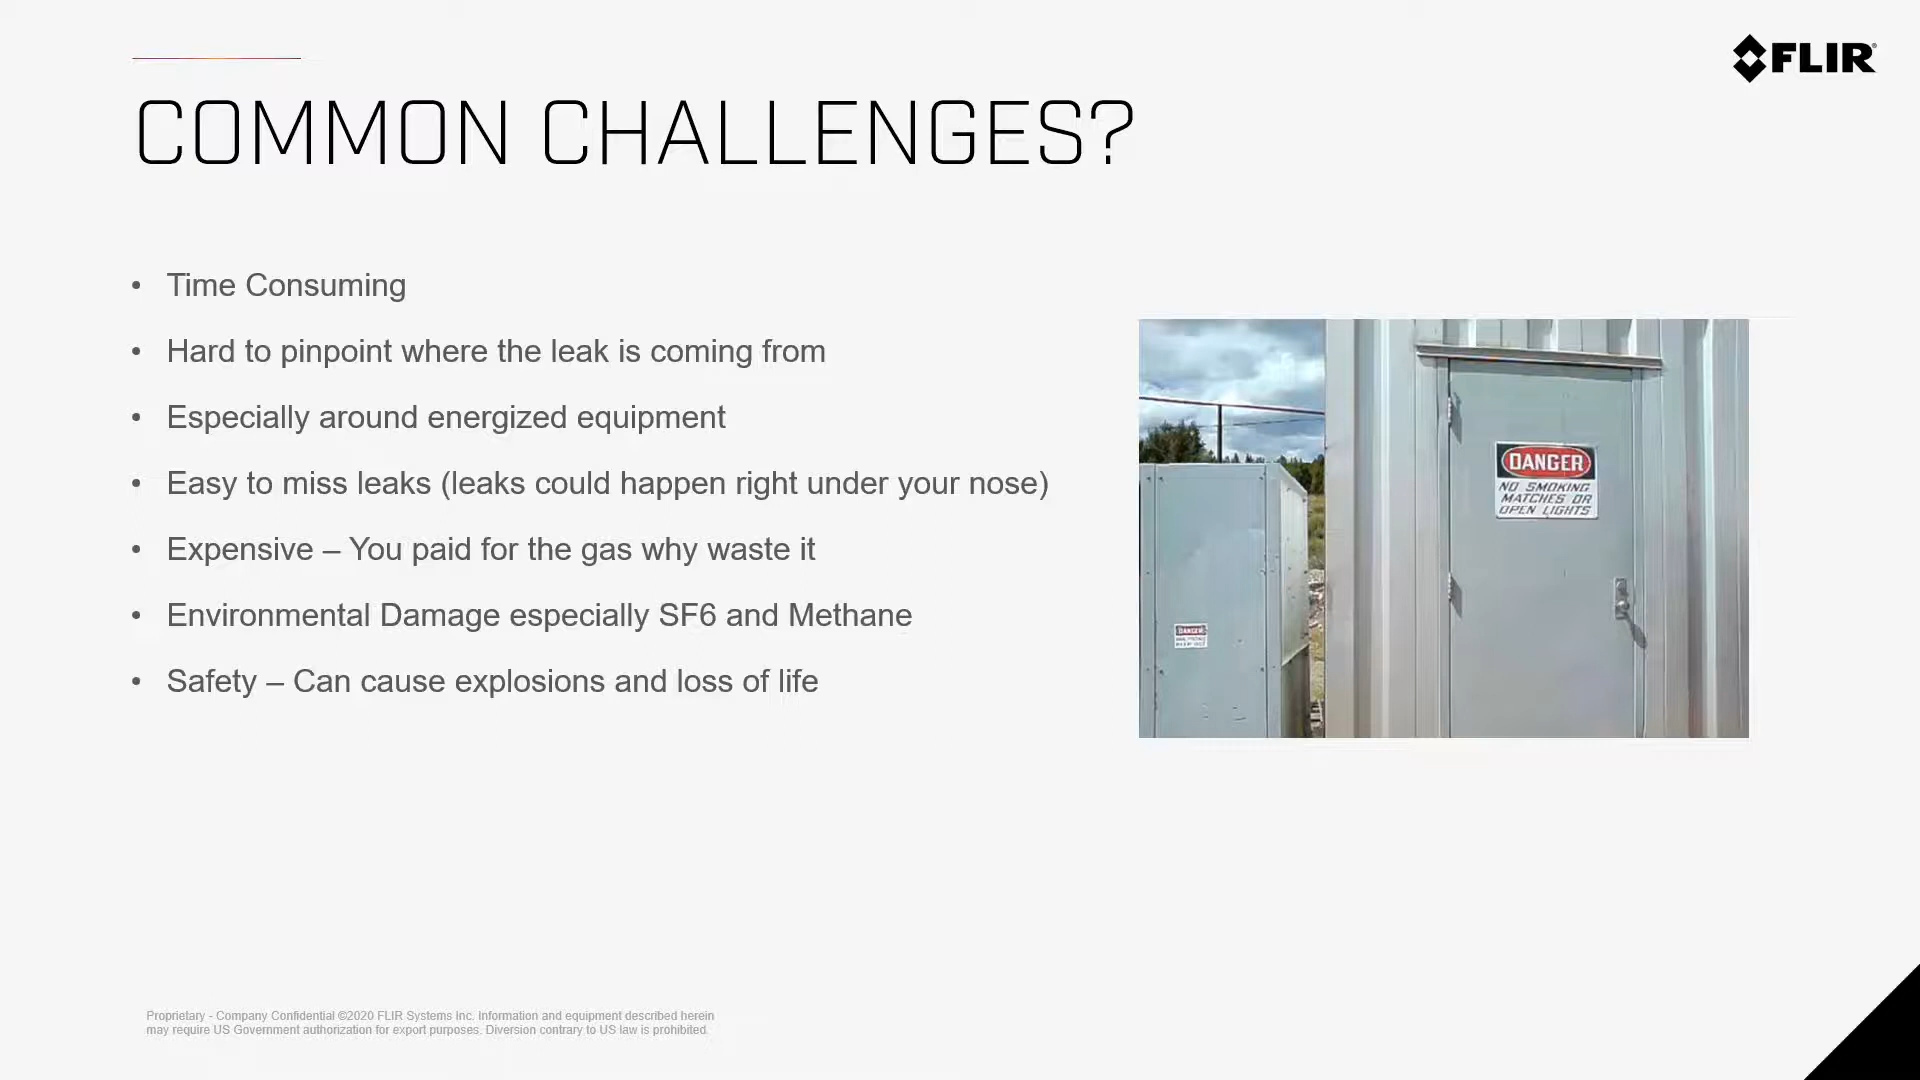 FLIR
COMMON CHALLENGES?
• Time Consuming
• Hard to pinpoint where the leak is coming from
• Especially around energized equipment
• Easy to miss leaks (leaks could happen right under your nose)
• Expensive – You paid for the gas why waste it
• Environmental Damage especially SF6 and Methane
• Safety – Can cause explosions and loss of life
DANGER
NO SMOKING
MATCHES OR
OPEN LIGHTS
DANGER
Proprietary - Company Confidential ©2020 FLIR Systems Inc. Information and equipment described herein
may require US Government authorization for export purposes. Diversion contrary to US law is prohibited.